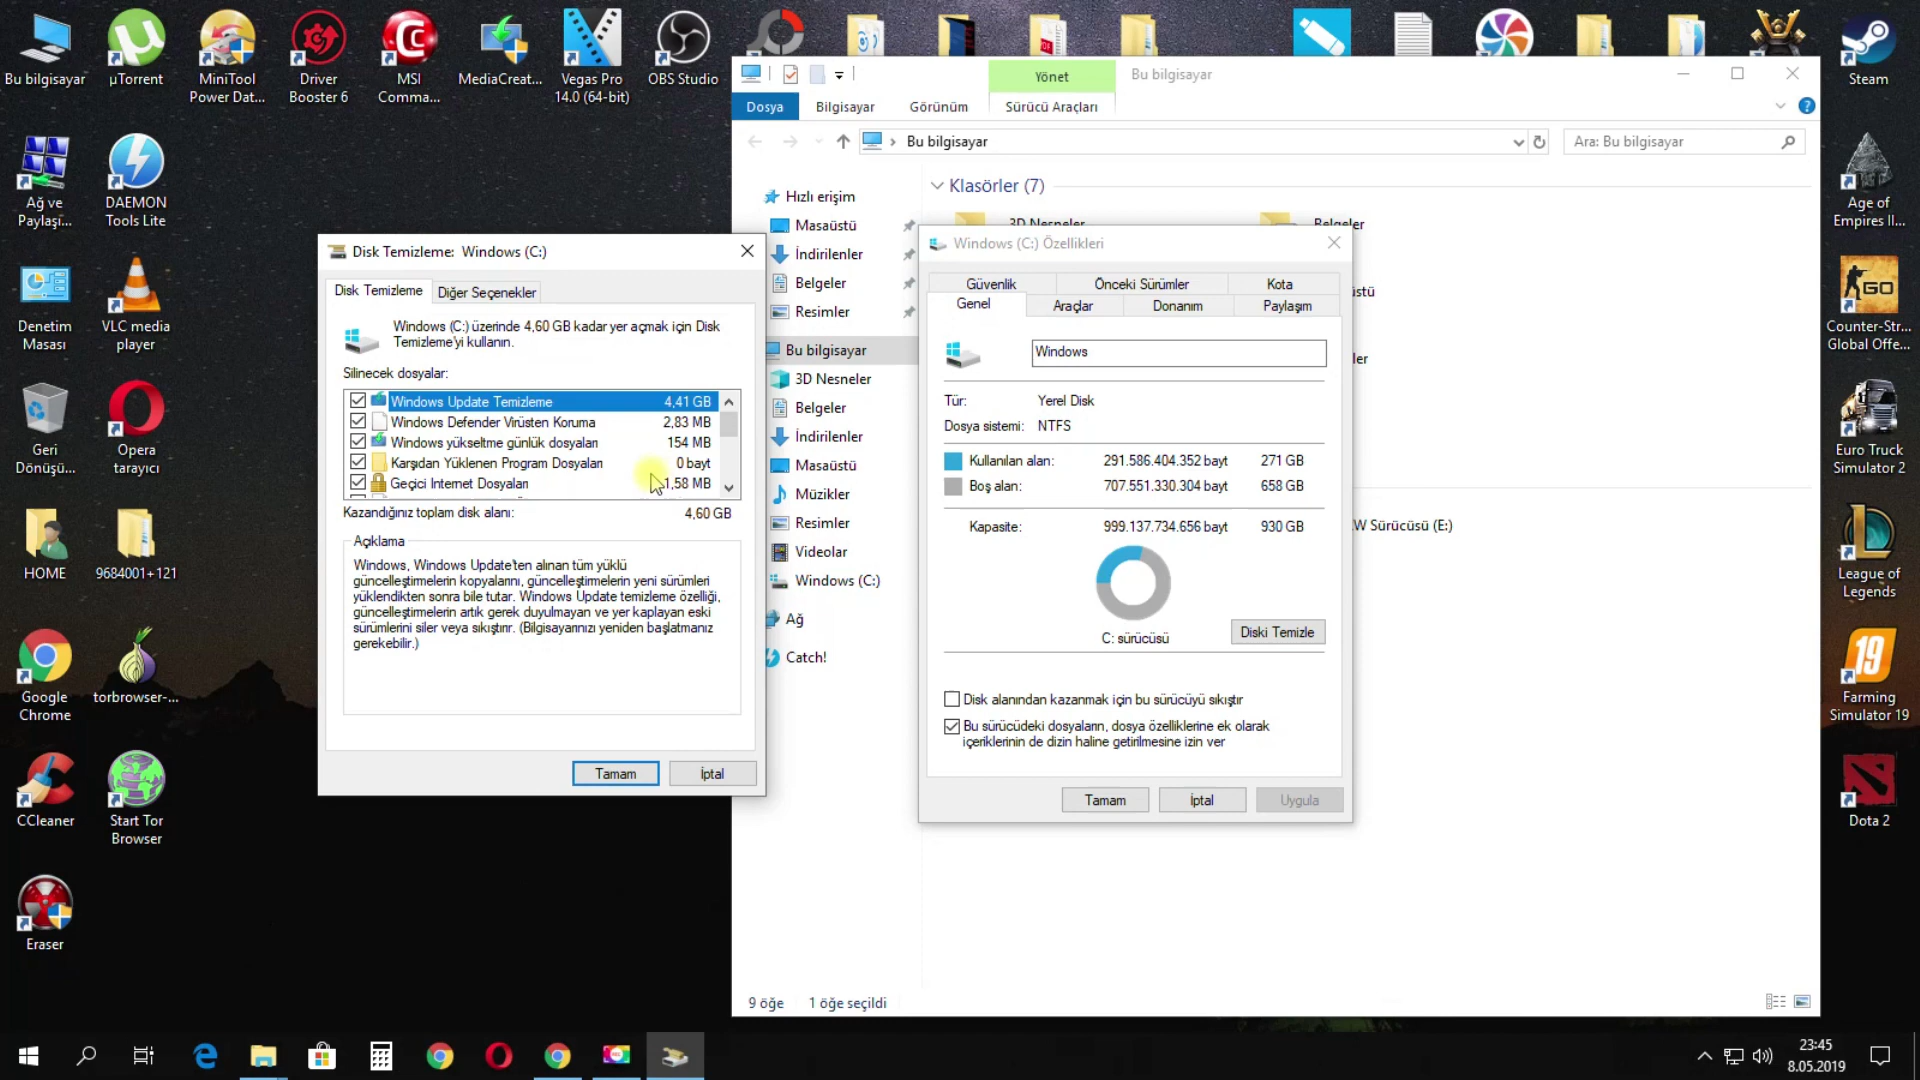 Bu bilgisayar
µTorrent
MiniTool
Power Dat...
Driver
Booster 6
MSI
Comma...
MediaCreat...
Vegas Pro
14.0 (64-bit)
OBS Studio
Steam
Ağ ve
Paylaşı...
DAEMON
Tools Lite
Age of
Empires II...
Denetim
Masası
VLC media
player
Counter-Str...
Global Offe...
Geri
Dönüşü...
Opera
tarayıcı
Euro Truck
Simulator 2
HOME
9684001+121
League of
Legends
Google
Chrome
torbrowser-...
Farming
Simulator 19
CCleaner
Start Tor
Browser
Dota 2
Eraser
Yönet
Bu bilgisayar
Dosya
Bilgisayar
Görünüm
Sürücü Araçları
Bu bilgisayar
Ara: Bu bilgisayar
Hızlı erişim
Masaüstü
İndirilenler
Belgeler
Resimler
Bu bilgisayar
3D Nesneler
Belgeler
İndirilenler
Masaüstü
Müzikler
Resimler
Videolar
Windows (C:)
Ağ
Catch!
Klasörler (7)
3D Nesneler
Belgeler
W Sürücüsü (E:)
9 öğe
1 öğe seçildi
Disk Temizleme: Windows (C:)
Disk Temizleme
Diğer Seçenekler
Windows (C:) üzerinde 4,60 GB kadar yer açmak için Disk
Temizleme'yi kullanın.
Silinecek dosyalar:
Windows Update Temizleme 4,41 GB
Windows Defender Virüsten Koruma 2,83 MB
Windows yükseltme günlük dosyaları 154 MB
Karşıdan Yüklenen Program Dosyaları 0 bayt
Geçici Internet Dosyaları 1,58 MB
Kazandığınız toplam disk alanı: 4,60 GB
Açıklama
Windows, Windows Update'ten alınan tüm yüklü
güncelleştirmelerin kopyalarını, güncelleştirmelerin yeni sürümleri
yüklendikten sonra bile tutar. Windows Update temizleme özelliği,
güncelleştirmelerin artık gerek duyulmayan ve yer kaplayan eski
sürümlerini siler veya sıkıştırır. (Bilgisayarınızı yeniden başlatmanız
gerekebilir.)
Tamam
İptal
Windows (C:) Özellikleri
Güvenlik
Önceki Sürümler
Kota
Genel
Araçlar
Donanım
Paylaşım
Windows
Tür: Yerel Disk
Dosya sistemi: NTFS
Kullanılan alan: 291.586.404.352 bayt 271 GB
Boş alan: 707.551.330.304 bayt 658 GB
Kapasite: 999.137.734.656 bayt 930 GB
C: sürücüsü
Diski Temizle
Disk alanından kazanmak için bu sürücüyü sıkıştır
Bu sürücüdeki dosyaların, dosya özelliklerine ek olarak
içeriklerinin de dizin haline getirilmesine izin ver
Tamam
İptal
Uygula
23:45
8.05.2019